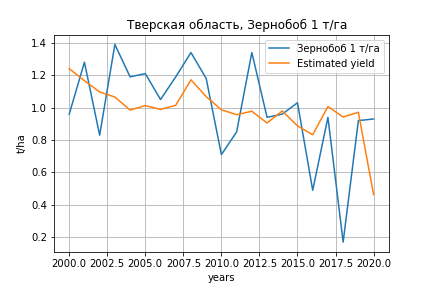 Тверская область, Зернобоб 1 т/га
Зернобоб 1 т/га
Estimated yield
t/ha
1.4
1.2
1.0
0.8
0.6
0.4
0.2
2000.0 2002.5 2005.0 2007.5 2010.0 2012.5 2015.0 2017.5 2020.0
years